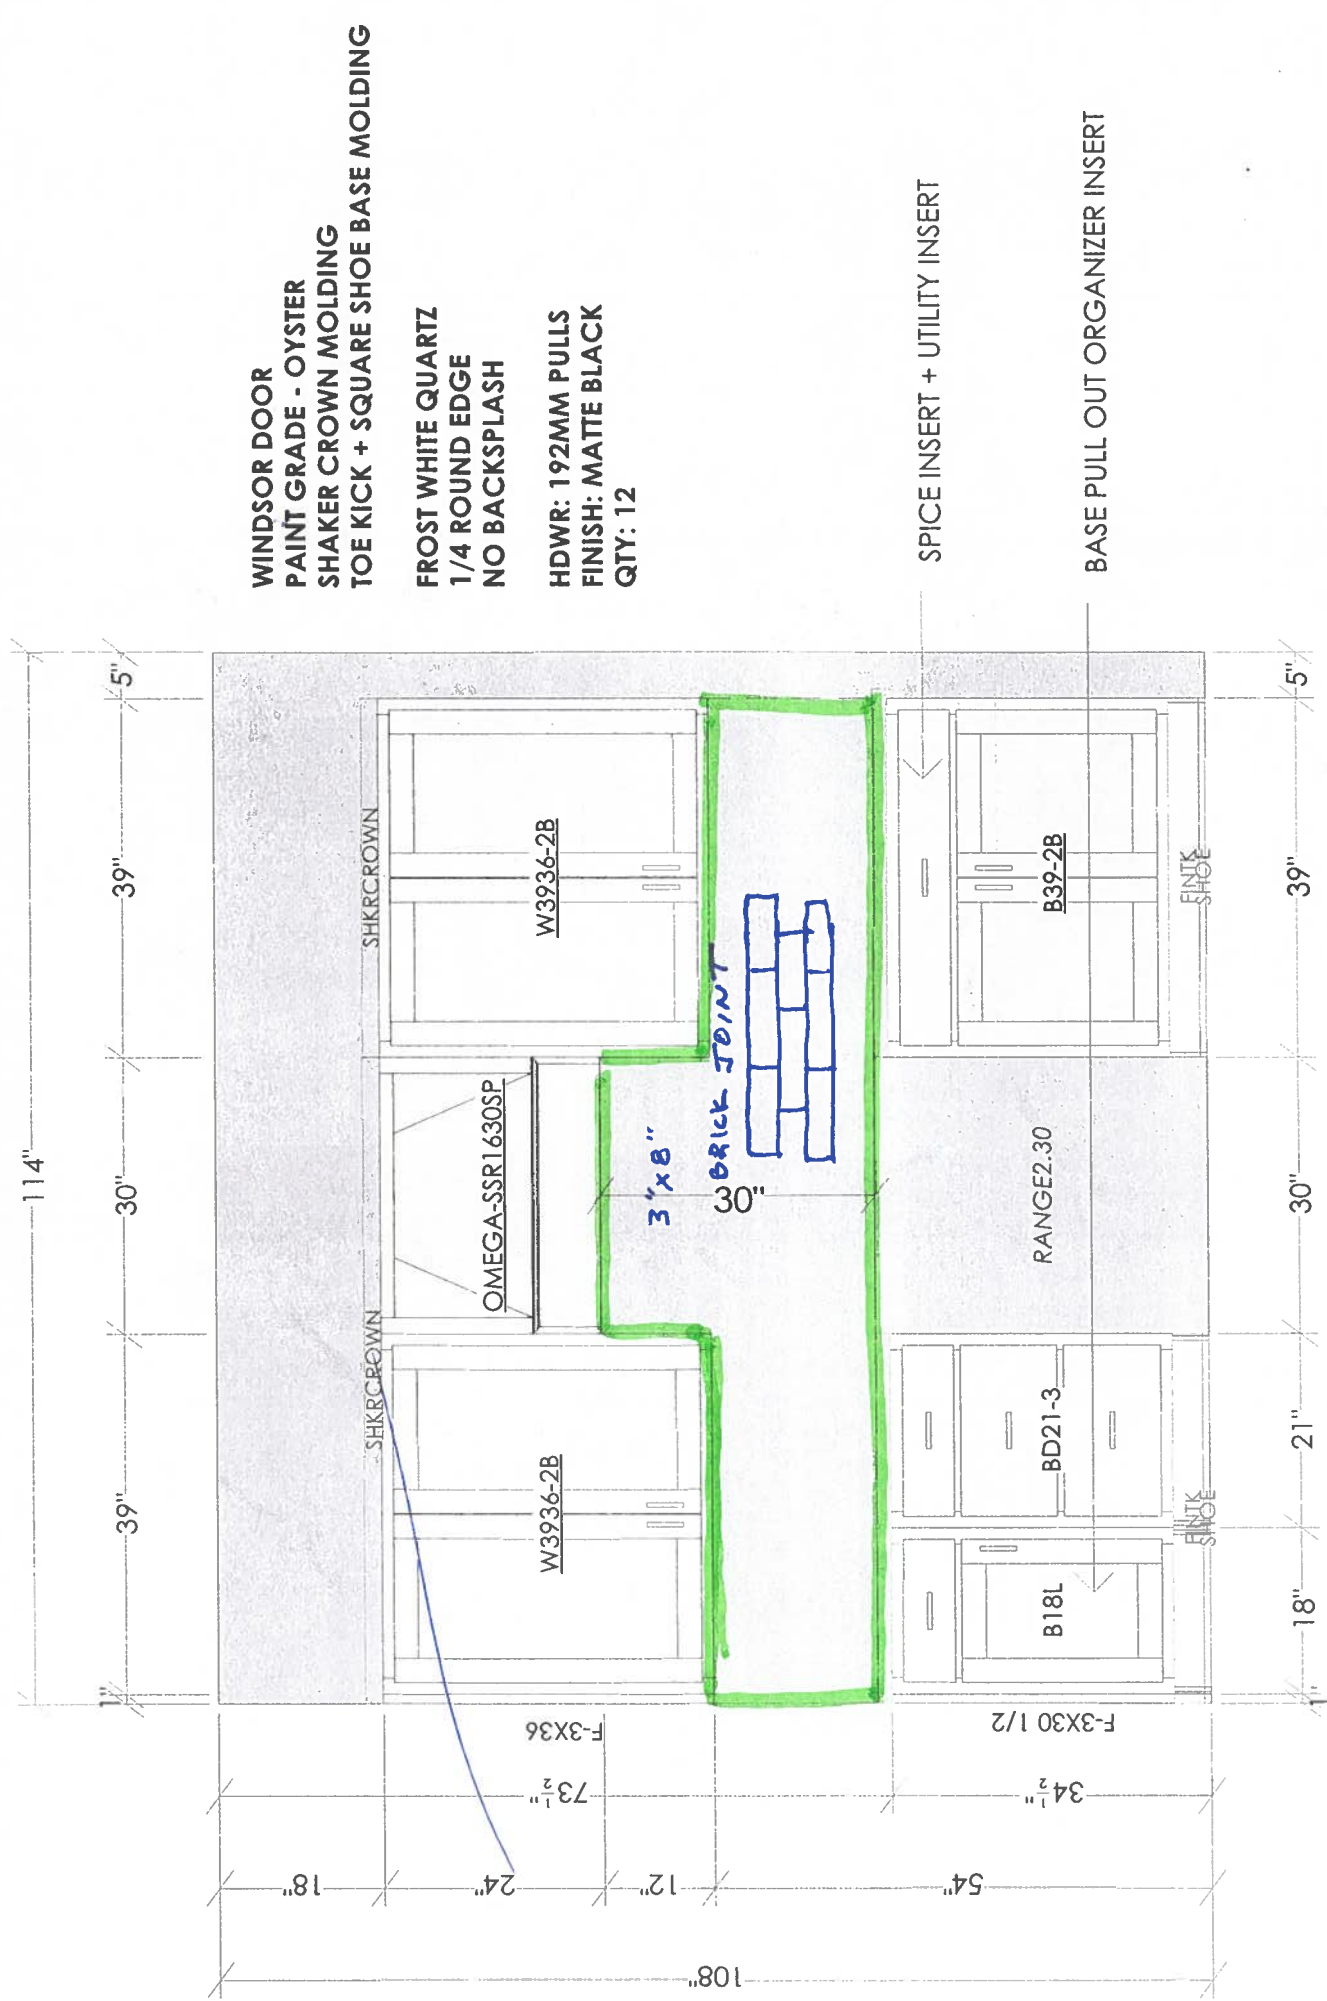 114"
1"
39"
30"
39"
5"
SHKRCROWN
SHKRCROWN
W3936-2B
OMEGA-SSR1630SP
W3936-2B
3"X8"
BRICK JOINT
30"
B18L
BD21-3
RANGE2.30
B39-2B
FINTK
SHOE
FINTK
SHOE
1"
18"
21"
30"
39"
5"
F-3X36
F-3X30 1/2
73 1/2"
34 1/2"
18"
24"
12"
54"
108"
WINDSOR DOOR
PAINT GRADE - OYSTER
SHAKER CROWN MOLDING
TOE KICK + SQUARE SHOE BASE MOLDING
FROST WHITE QUARTZ
1/4 ROUND EDGE
NO BACKSPLASH
HDWR: 192MM PULLS
FINISH: MATTE BLACK
QTY: 12
SPICE INSERT + UTILITY INSERT
BASE PULL OUT ORGANIZER INSERT